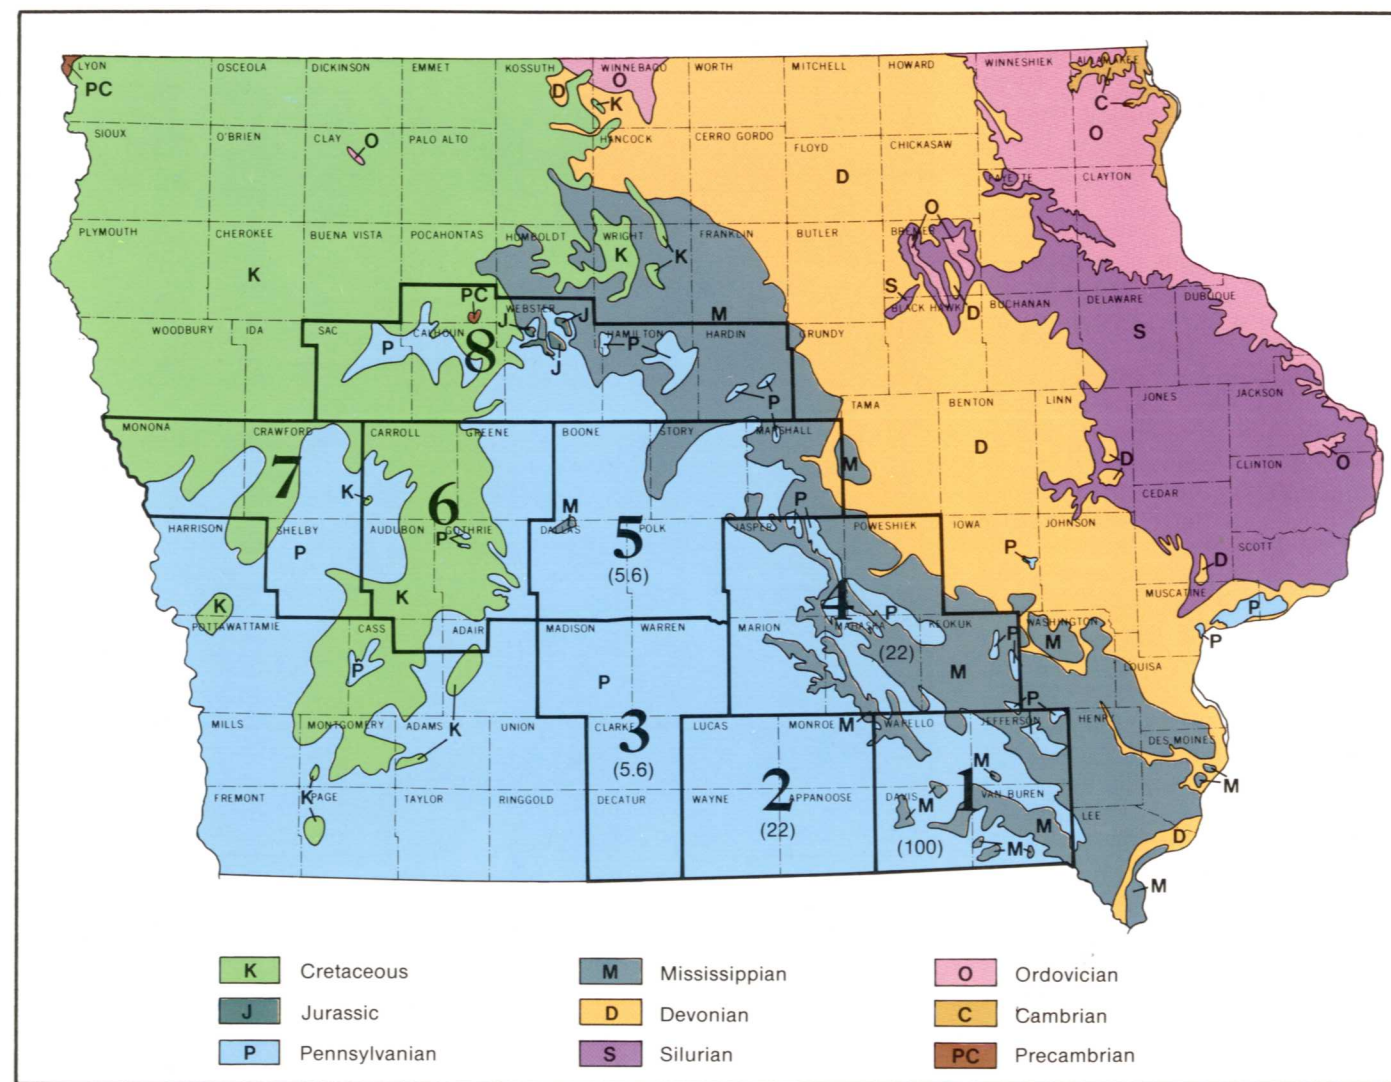 LYON OSCEOLA DICKINSON EMMET KOSSUTH WINNEBAGO WORTH MITCHELL HOWARD WINNESHIEK ALLAMAKEE
PC D O K C
SIOUX O'BRIEN CLAY O PALO ALTO HANCOCK CERRO GORDO FLOYD CHICKASAW O
D FAYETTE CLAYTON
PLYMOUTH CHEROKEE BUENA VISTA POCAHONTAS HUMBOLDT WRIGHT FRANKLIN BUTLER BREMER O
K K K
PC WEBSTER M S BLACK HAWK D BUCHANAN DELAWARE DUBUQUE
WOODBURY IDA SAC CALHOUN J J HAMILTON HARDIN GRUNDY S
P 8 J P
P TAMA BENTON LINN JONES JACKSON
MONONA CRAWFORD CARROLL GREENE BOONE STORY MARSHALL
7 K 6 M P M D D CLINTON O
CEDAR
HARRISON SHELBY AUDUBON GUTHRIE DALLAS POLK JASPER POWESHIEK IOWA JOHNSON
P P 5 P SCOTT
(5.6) D
K K 4 P MUSCATINE P
POTTAWATTAMIE CASS ADAIR MADISON WARREN MARION MAHASKA KEOKUK WASHINGTON
P P (22) M P M LOUISA P
MILLS MONTGOMERY ADAMS UNION CLARKE LUCAS MONROE M WAPELLO JEFFERSON P HENRY
K 3 DES MOINES
(5.6) M M
FREMONT K PAGE TAYLOR RINGGOLD DECATUR WAYNE 2 APPANOOSE DAVIS M 1 VAN BUREN LEE
(22) (100) M M D
M
K Cretaceous M Mississippian O Ordovician
J Jurassic D Devonian C Cambrian
P Pennsylvanian S Silurian PC Precambrian